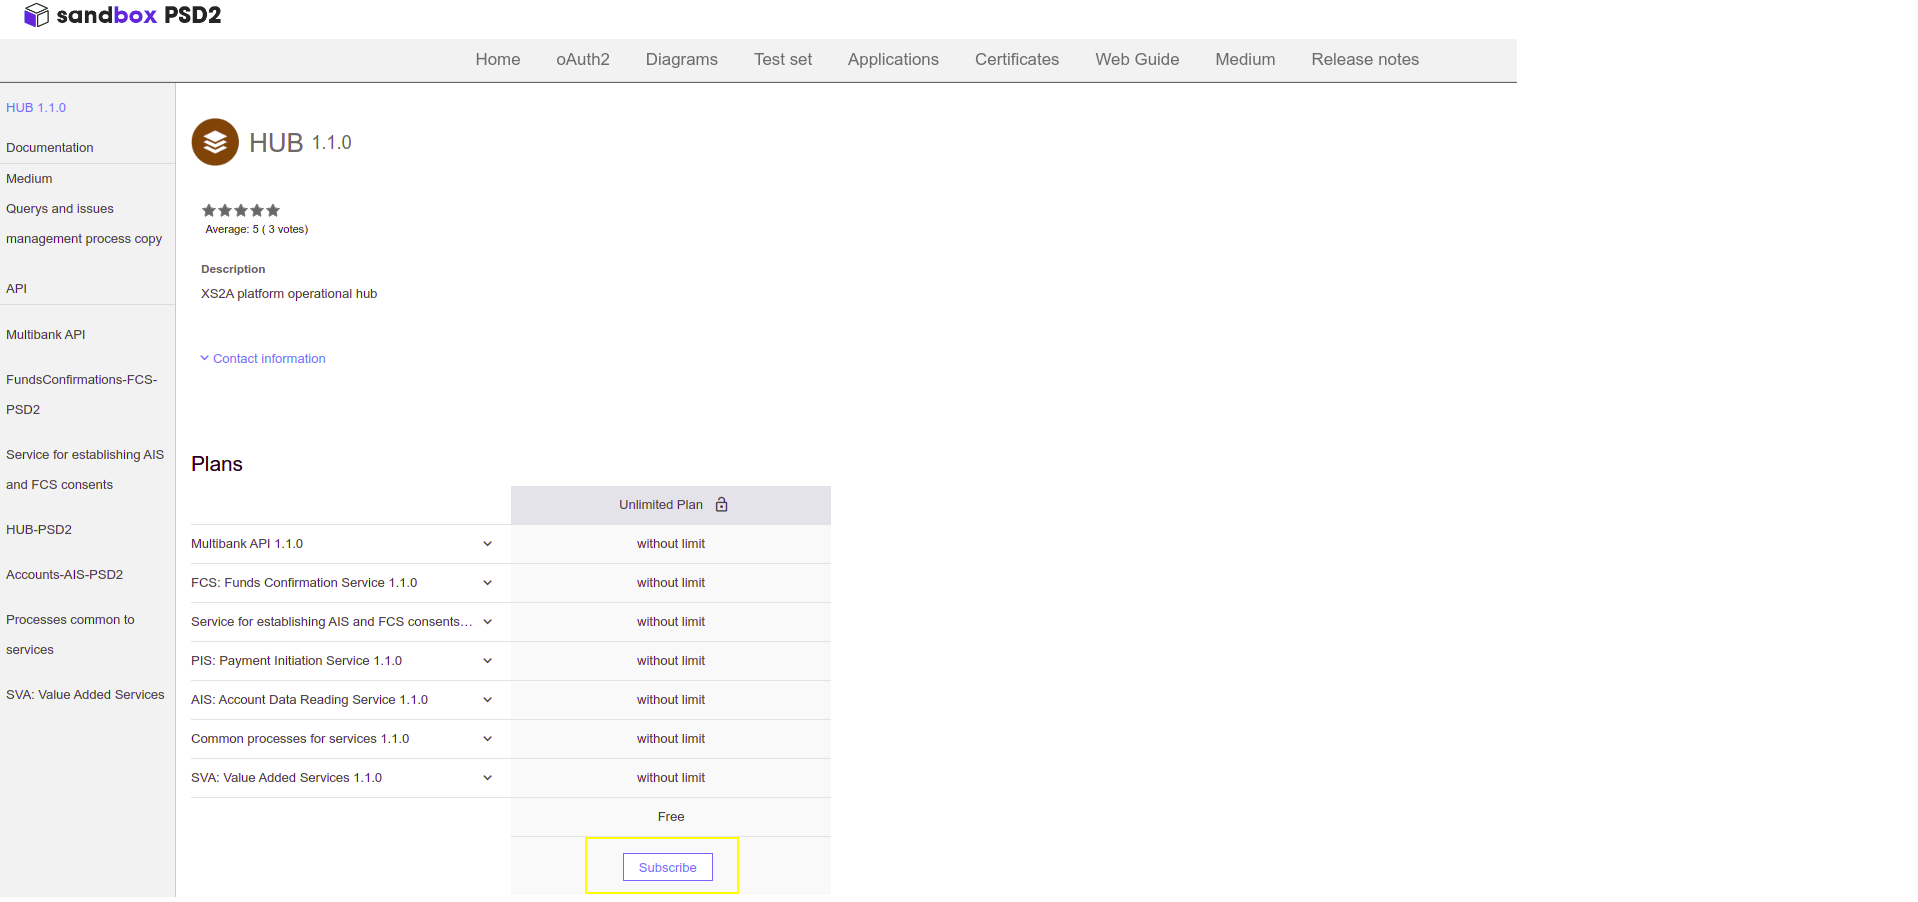 sandbox PSD2
Home oAuth2 Diagrams Test set Applications Certificates Web Guide Medium Release notes
HUB 1.1.0
Documentation
Medium
Querys and issues
management process copy
API
Multibank API
FundsConfirmations-FCS-
PSD2
Service for establishing AIS
and FCS consents
HUB-PSD2
Accounts-AIS-PSD2
Processes common to
services
SVA: Value Added Services
HUB 1.1.0
Average: 5 ( 3 votes)
Description
XS2A platform operational hub
Contact information
Plans
Unlimited Plan
Multibank API 1.1.0 without limit
FCS: Funds Confirmation Service 1.1.0 without limit
Service for establishing AIS and FCS consents… without limit
PIS: Payment Initiation Service 1.1.0 without limit
AIS: Account Data Reading Service 1.1.0 without limit
Common processes for services 1.1.0 without limit
SVA: Value Added Services 1.1.0 without limit
Free
Subscribe